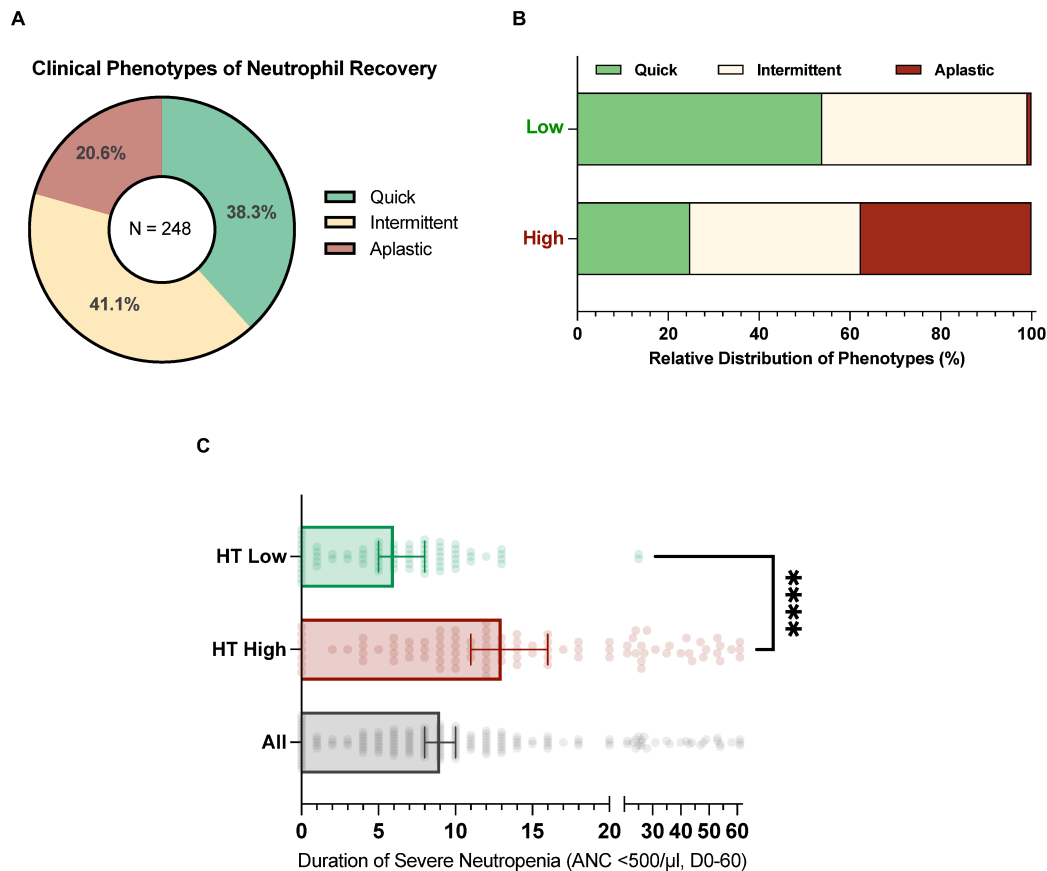 A
Clinical Phenotypes of Neutrophil Recovery
20.6%
38.3%
N = 248
41.1%
Quick
Intermittent
Aplastic
B
Quick Intermittent Aplastic
Low
High
0 20 40 60 80 100
Relative Distribution of Phenotypes (%)
C
HT Low
HT High
All
****
0 5 10 15 20 30 40 50 60
Duration of Severe Neutropenia (ANC <500/µl, D0-60)